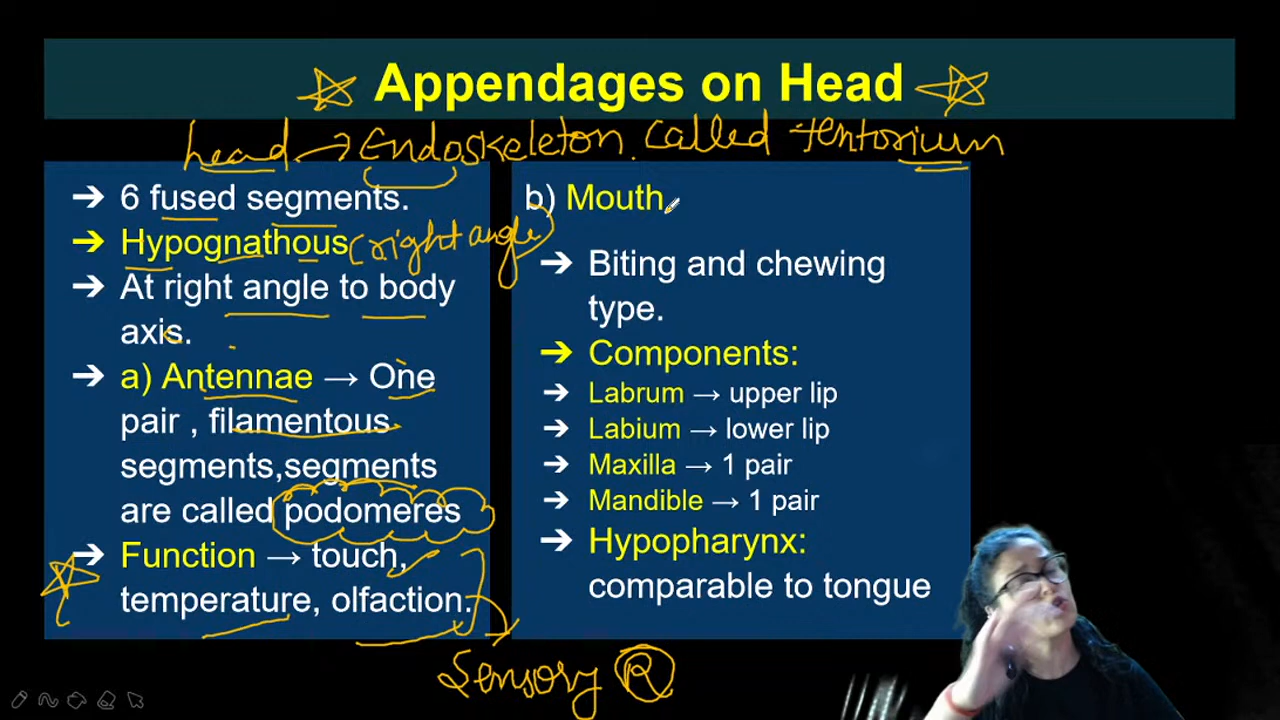 Appendages on Head
head → Endoskeleton called tentorium
➔ 6 fused segments.
➔ Hypognathous (right angle)
➔ At right angle to body
axis.
➔ a) Antennae → One
pair , filamentous
segments,segments
are called podomeres
➔ Function → touch,
temperature, olfaction.
b) Mouth
➔ Biting and chewing
type.
➔ Components:
➔ Labrum → upper lip
➔ Labium → lower lip
➔ Maxilla → 1 pair
➔ Mandible → 1 pair
➔ Hypopharynx:
comparable to tongue
Sensory R